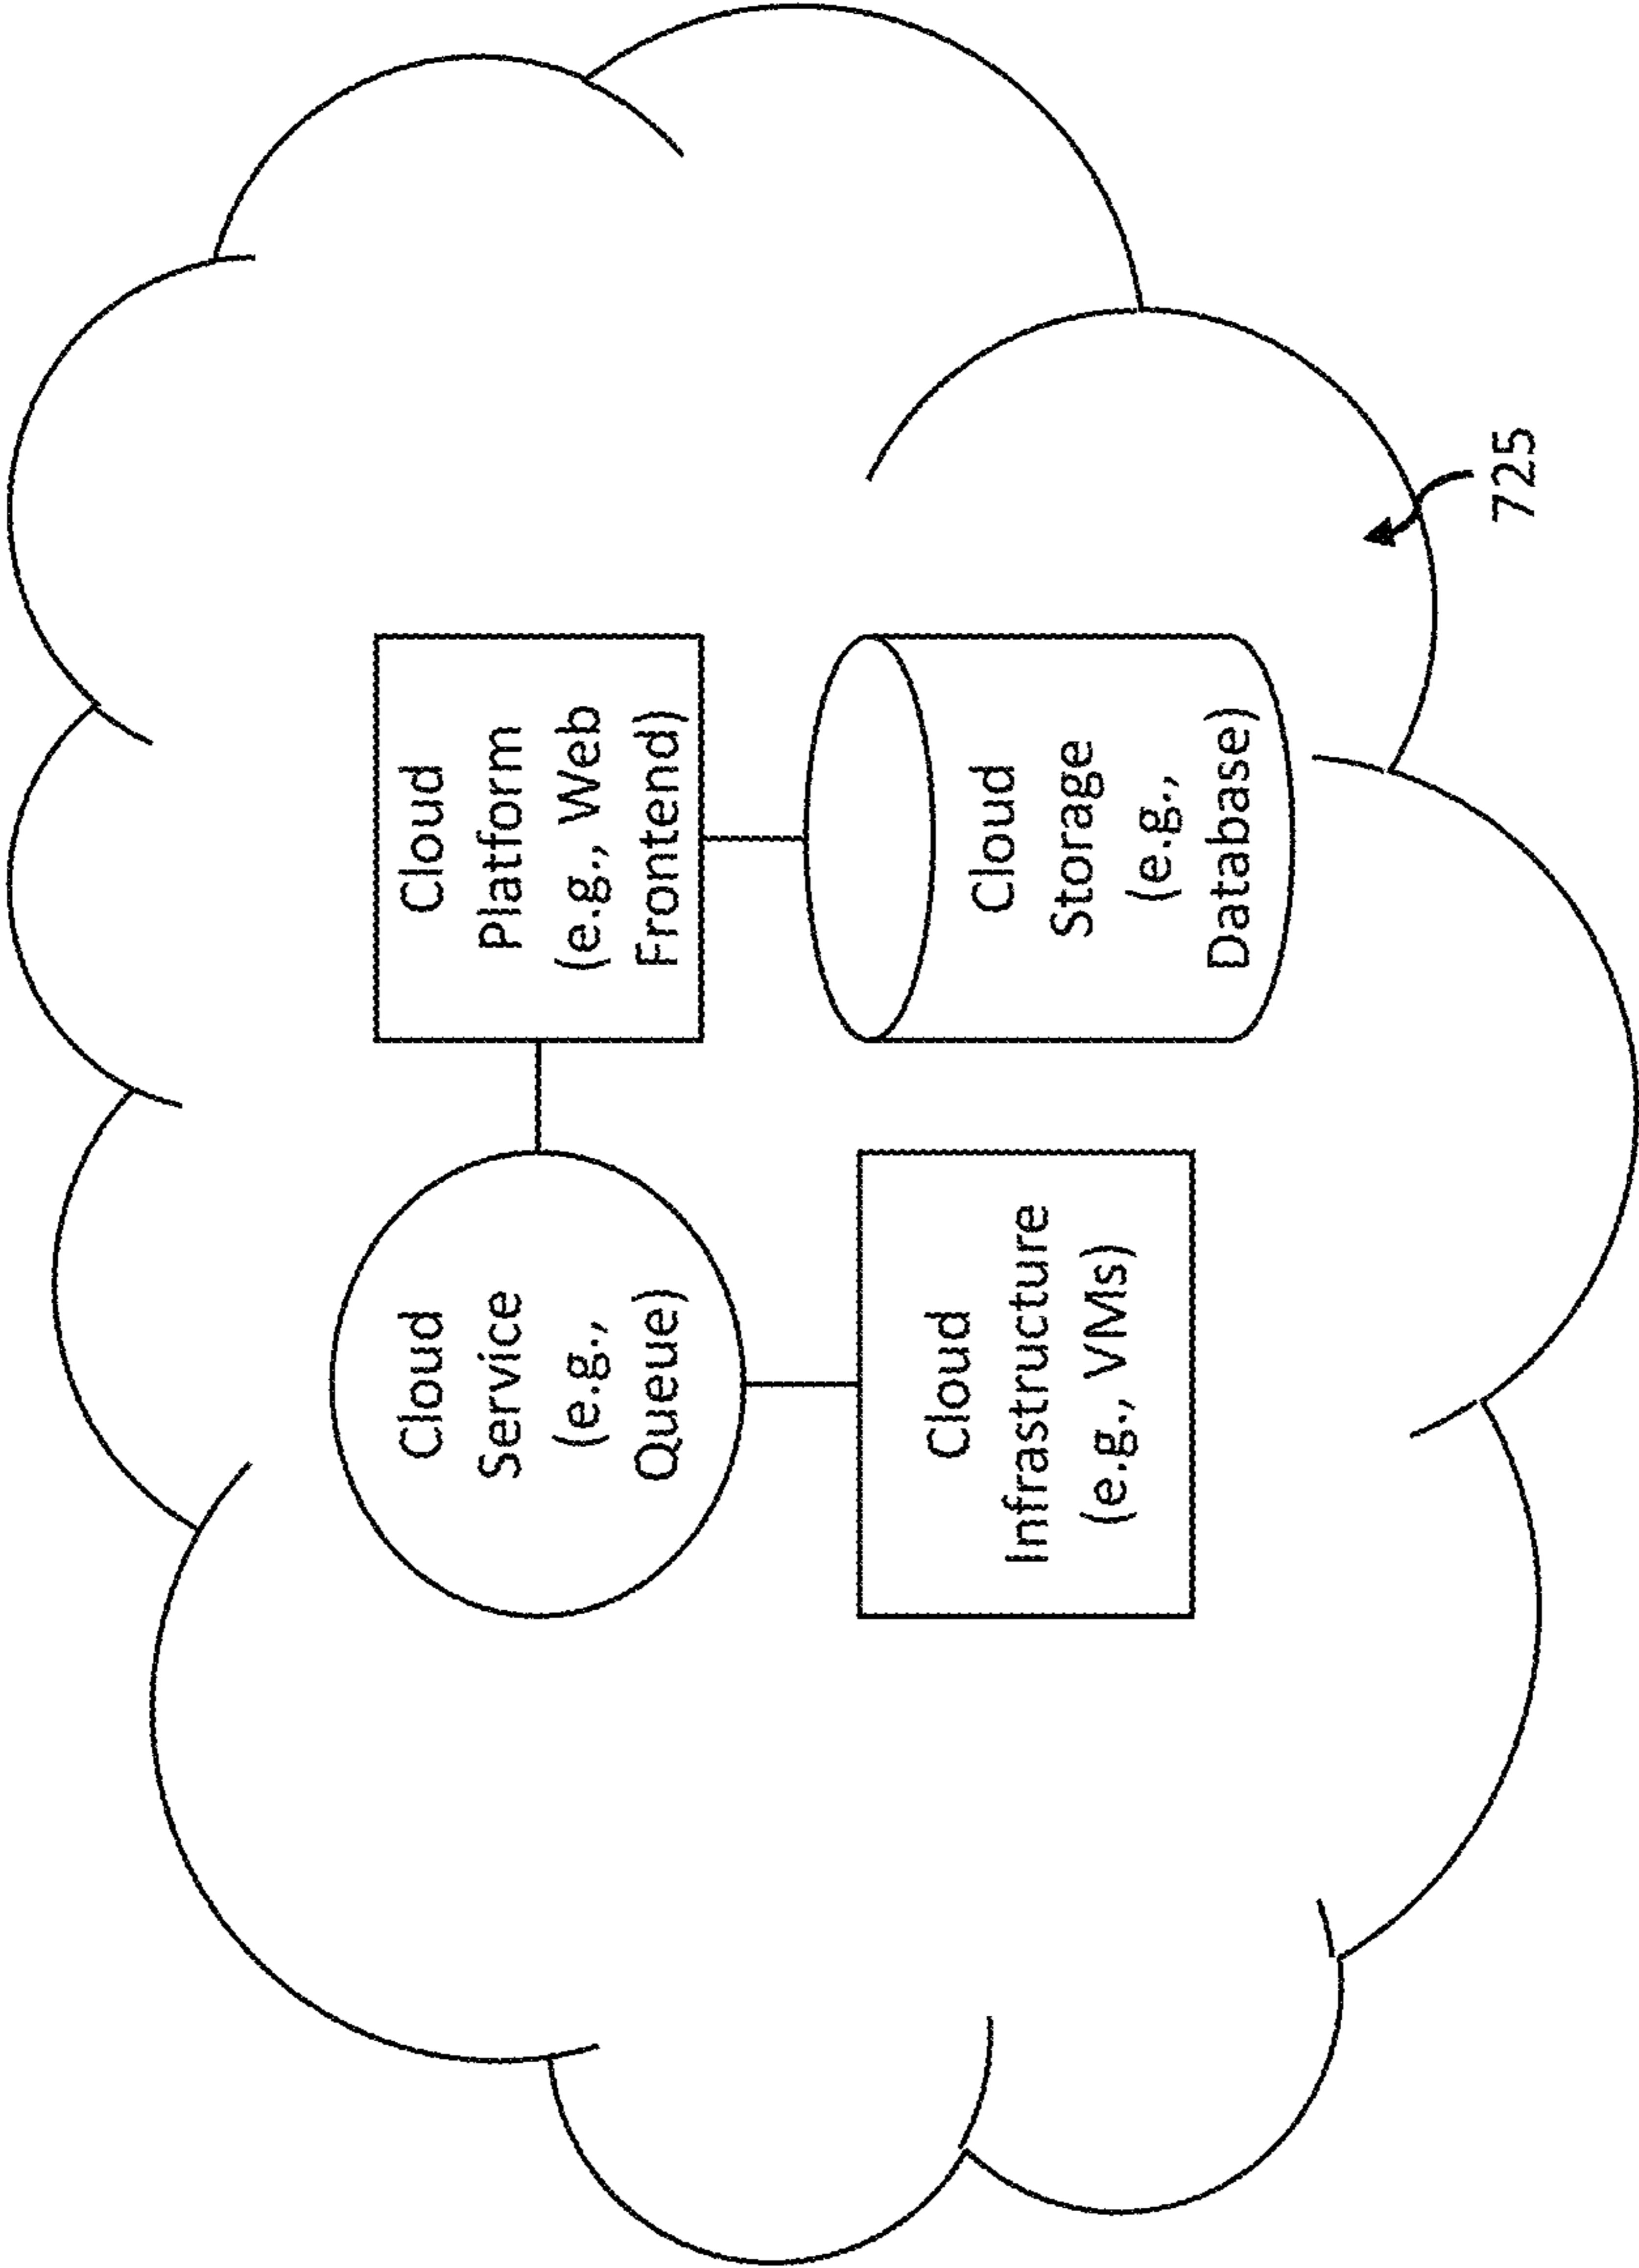 Cloud
Service
(e.g.,
Queue)
Cloud
Platform
(e.g., Web
Frontend)
Cloud
Infrastructure
(e.g., VMs)
Cloud
Storage
(e.g.,
Database)
725